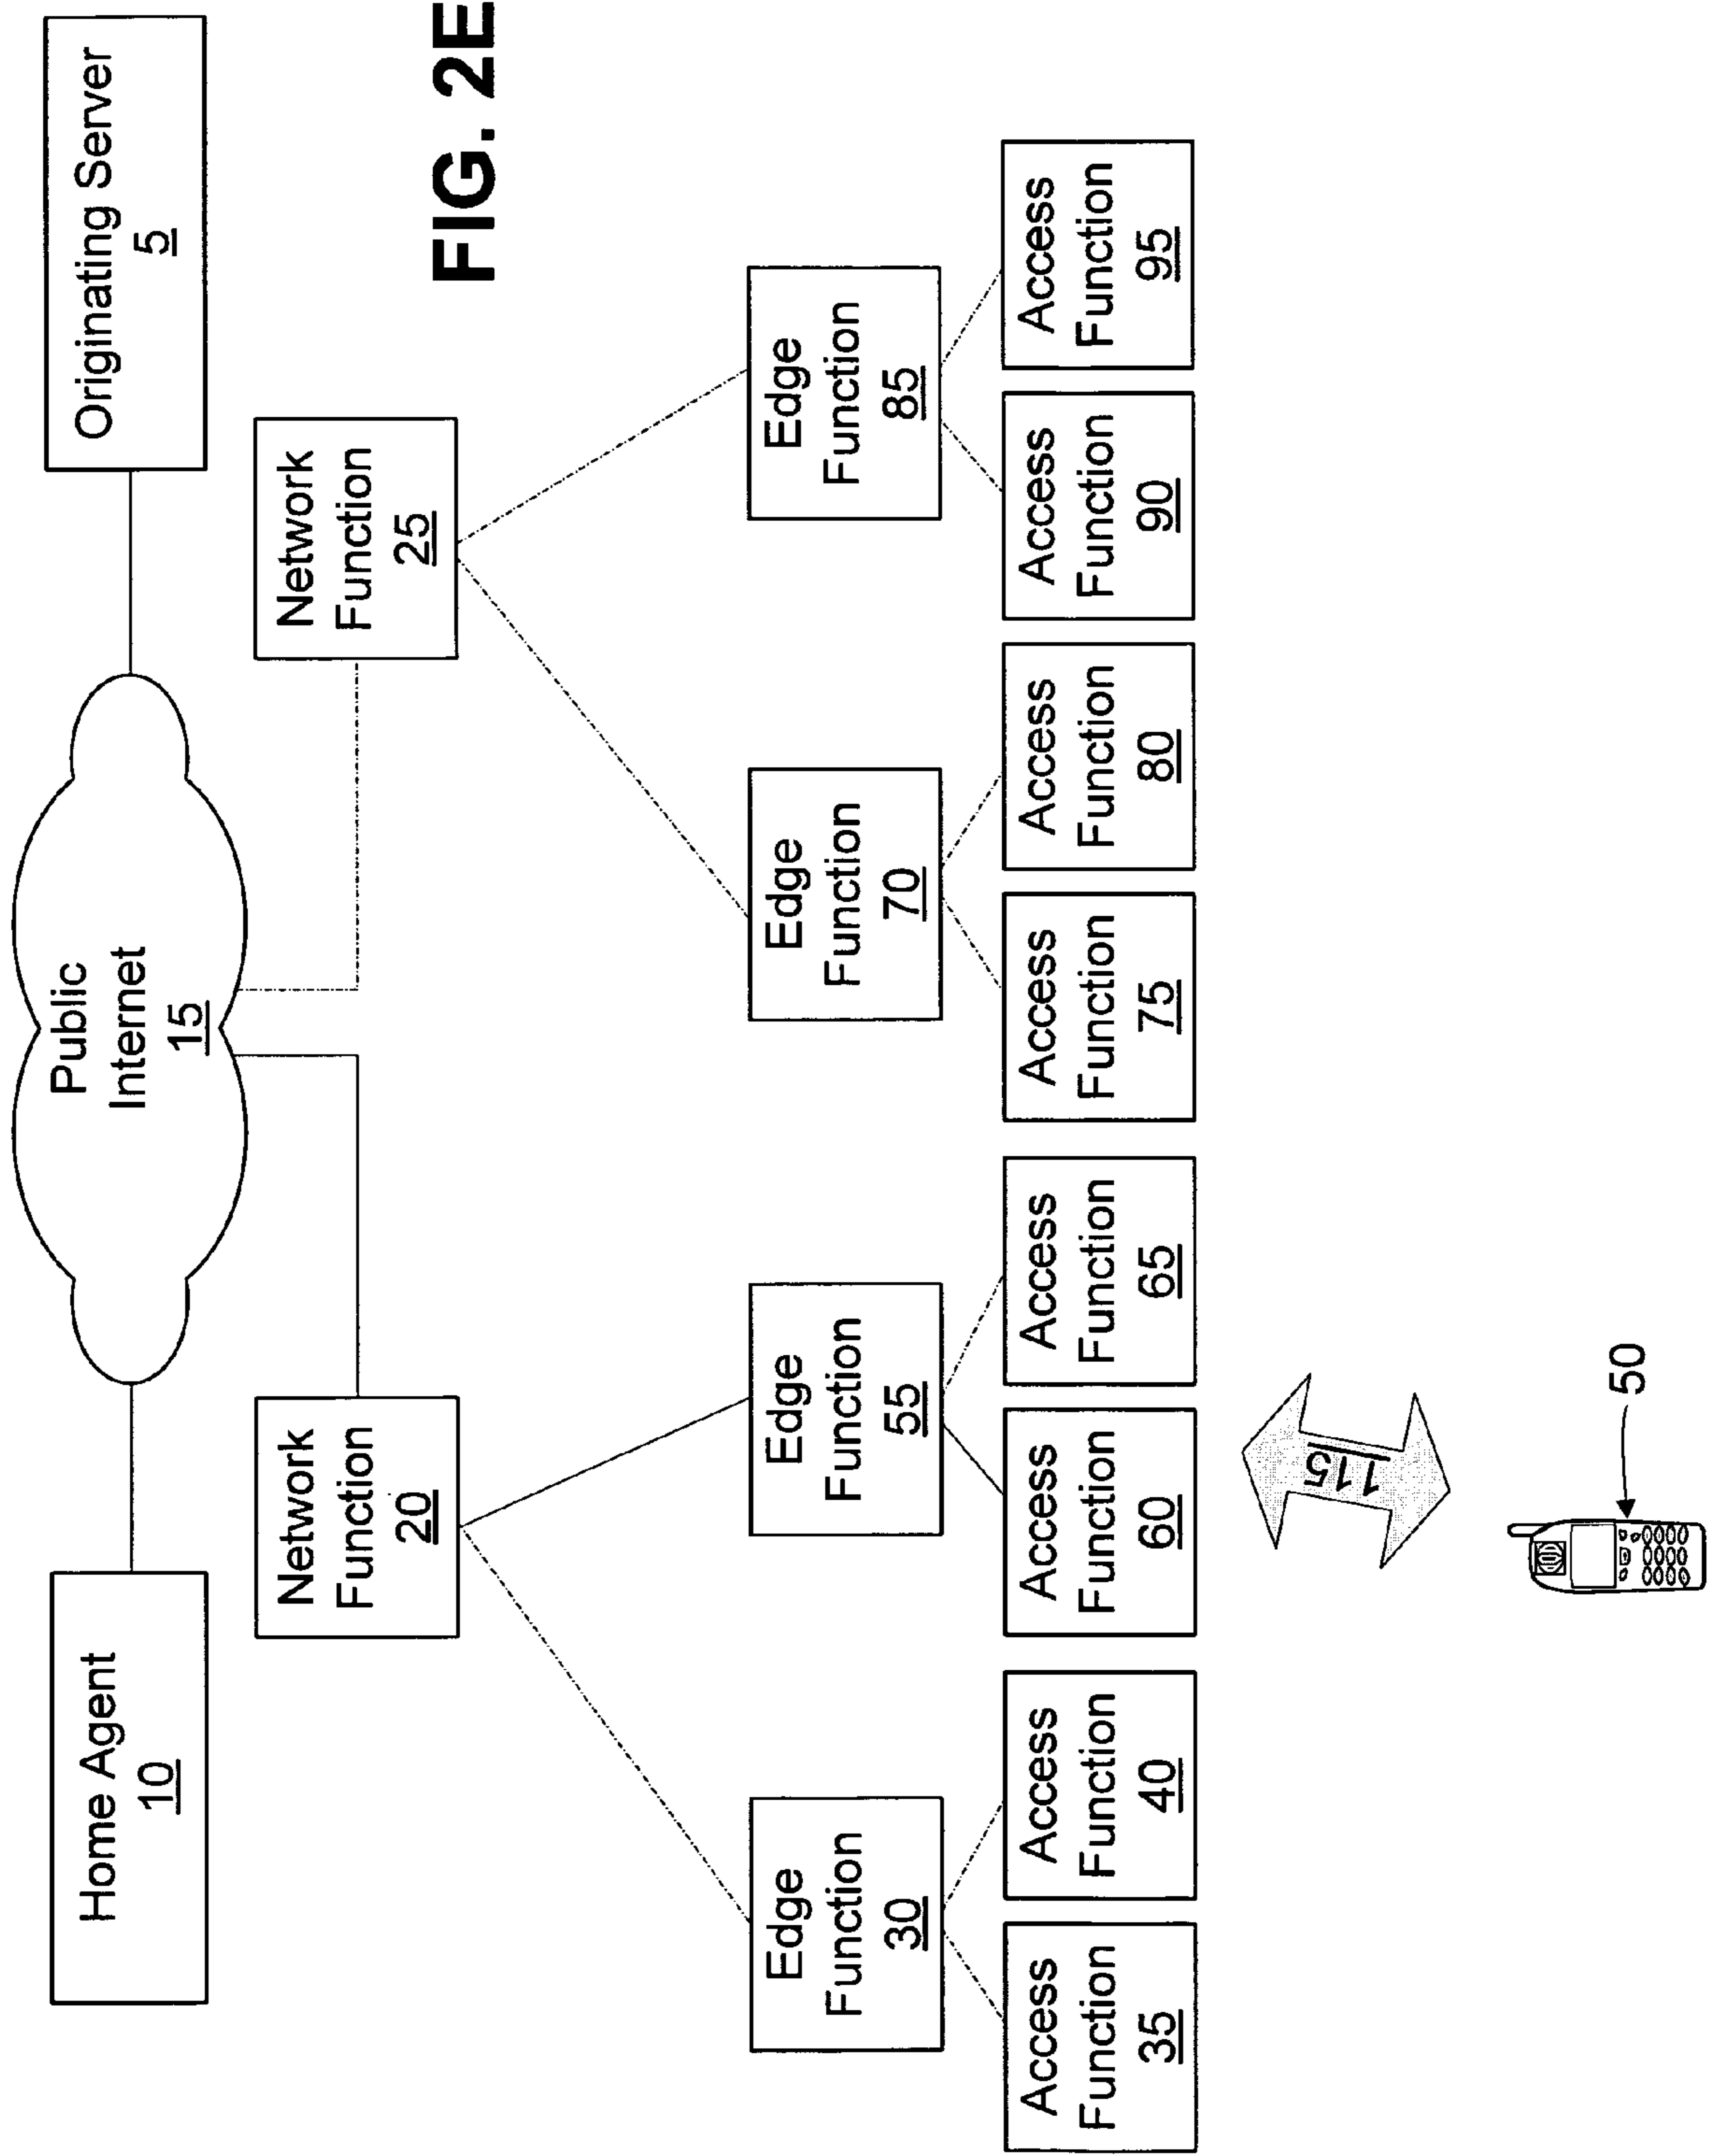 Home Agent
10
Public
Internet
15
Originating Server
5
Network
Function
20
Network
Function
25
FIG. 2E
Edge
Function
30
Edge
Function
55
Edge
Function
70
Edge
Function
85
Access
Function
35
Access
Function
40
Access
Function
60
Access
Function
65
Access
Function
75
Access
Function
80
Access
Function
90
Access
Function
95
115
50